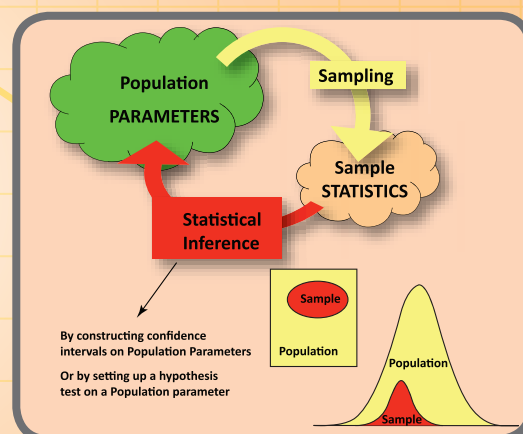 Population
PARAMETERS
Sampling
Sample
STATISTICS
Statistical
Inference
By constructing confidence
intervals on Population Parameters
Or by setting up a hypothesis
test on a Population parameter
Sample
Population
Population
Sample